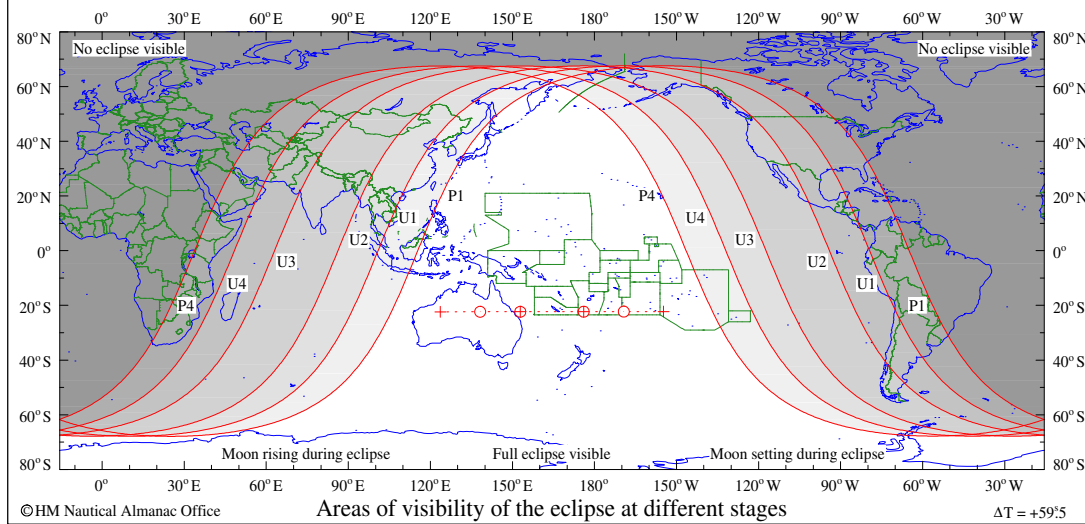 0° 30° E 60° E 90° E 120° E 150° E 180° 150° W 120° W 90° W 60° W 30° W
80° N 80° N
No eclipse visible No eclipse visible
60° N 60° N
40° N 40° N
20° N P1 P4 20° N
U1 U4
U2 U3
0° U3 U2 0°
U4 U1
20° S P4 P1 20° S
40° S 40° S
60° S 60° S
Moon rising during eclipse Full eclipse visible Moon setting during eclipse
80° S 80° S
0° 30° E 60° E 90° E 120° E 150° E 180° 150° W 120° W 90° W 60° W 30° W
© HM Nautical Almanac Office Areas of visibility of the eclipse at different stages ΔT = +59ˢ.5